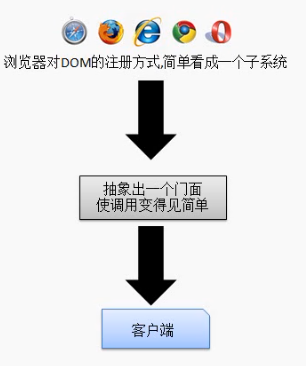 浏览器对DOM的注册方式,简单看成一个子系统
抽象出一个门面
使调用变得见简单
客户端